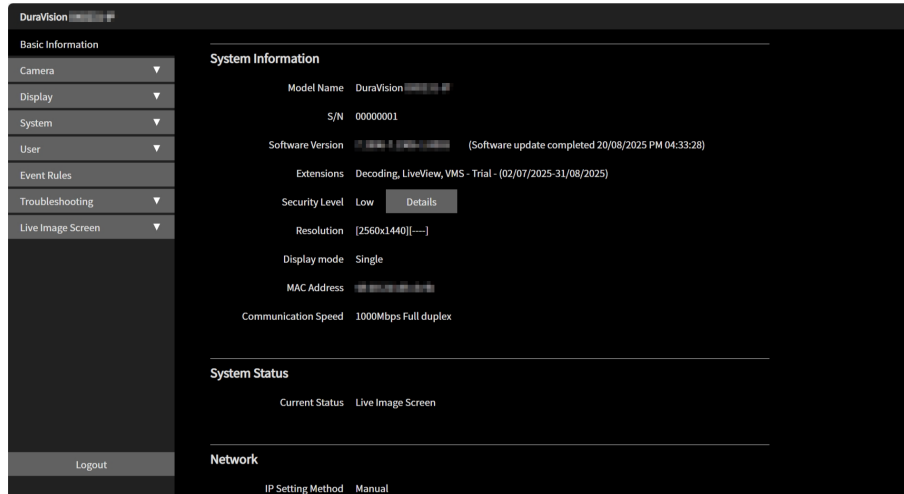 DuraVision
Basic Information
Camera
Display
System
User
Event Rules
Troubleshooting
Live Image Screen
Logout
System Information
Model Name DuraVision
S/N 00000001
Software Version (Software update completed 20/08/2025 PM 04:33:28)
Extensions Decoding, LiveView, VMS - Trial - (02/07/2025-31/08/2025)
Security Level Low Details
Resolution [2560x1440][----]
Display mode Single
MAC Address
Communication Speed 1000Mbps Full duplex
System Status
Current Status Live Image Screen
Network
IP Setting Method Manual